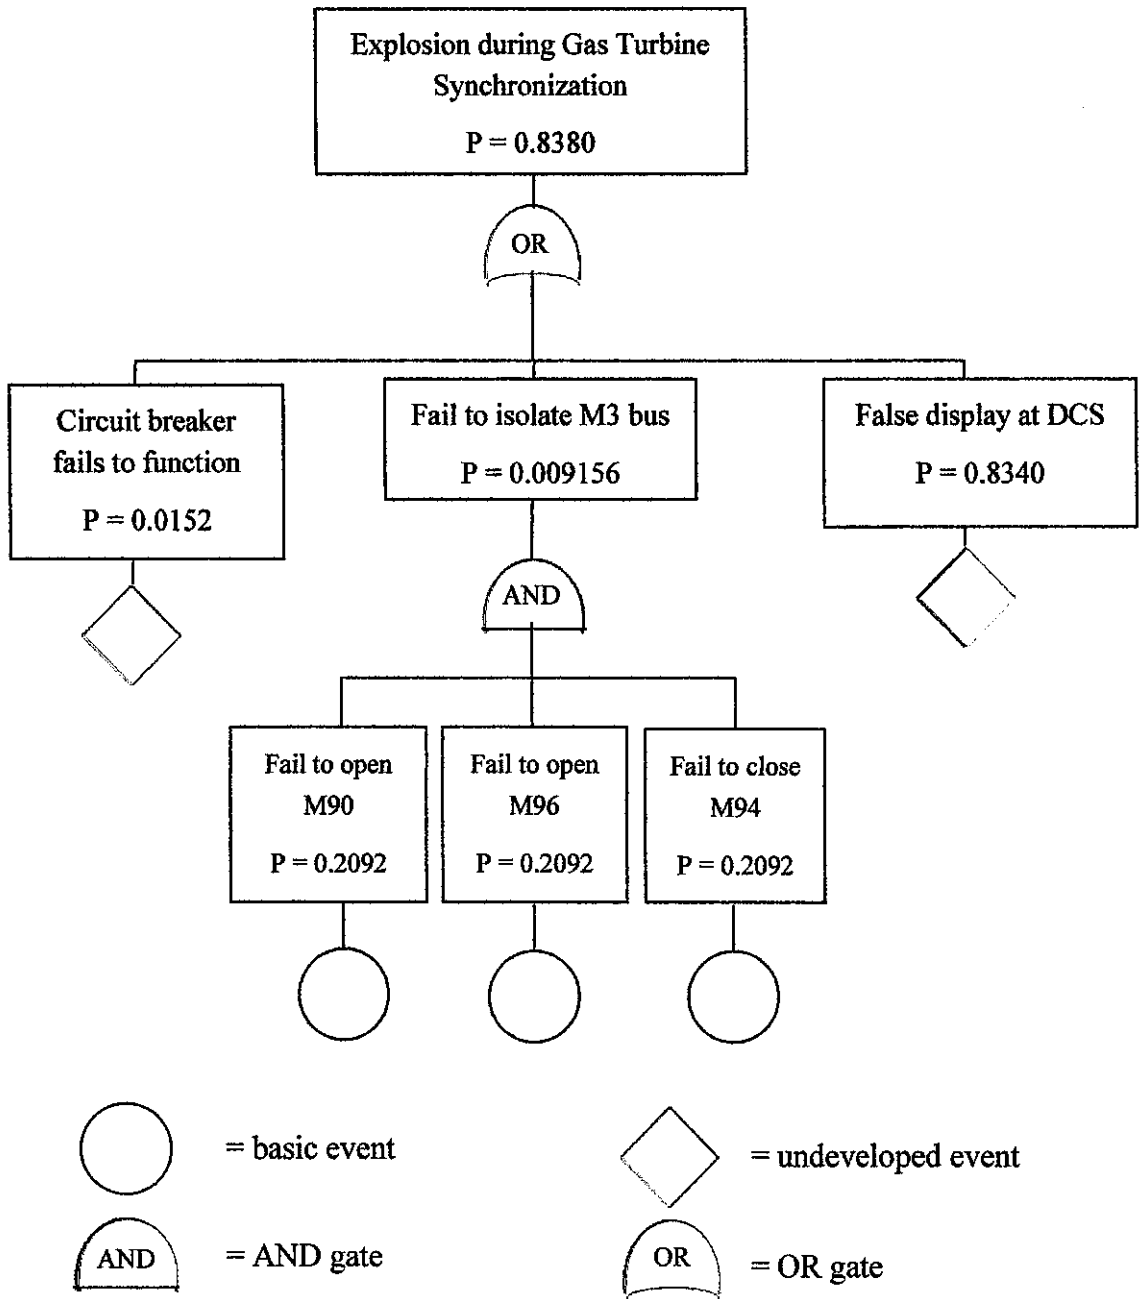 Explosion during Gas Turbine
Synchronization
P = 0.8380
OR
Circuit breaker
fails to function
P = 0.0152
Fail to isolate M3 bus
P = 0.009156
False display at DCS
P = 0.8340
AND
Fail to open
M90
P = 0.2092
Fail to open
M96
P = 0.2092
Fail to close
M94
P = 0.2092
= basic event
= undeveloped event
AND
= AND gate
OR
= OR gate